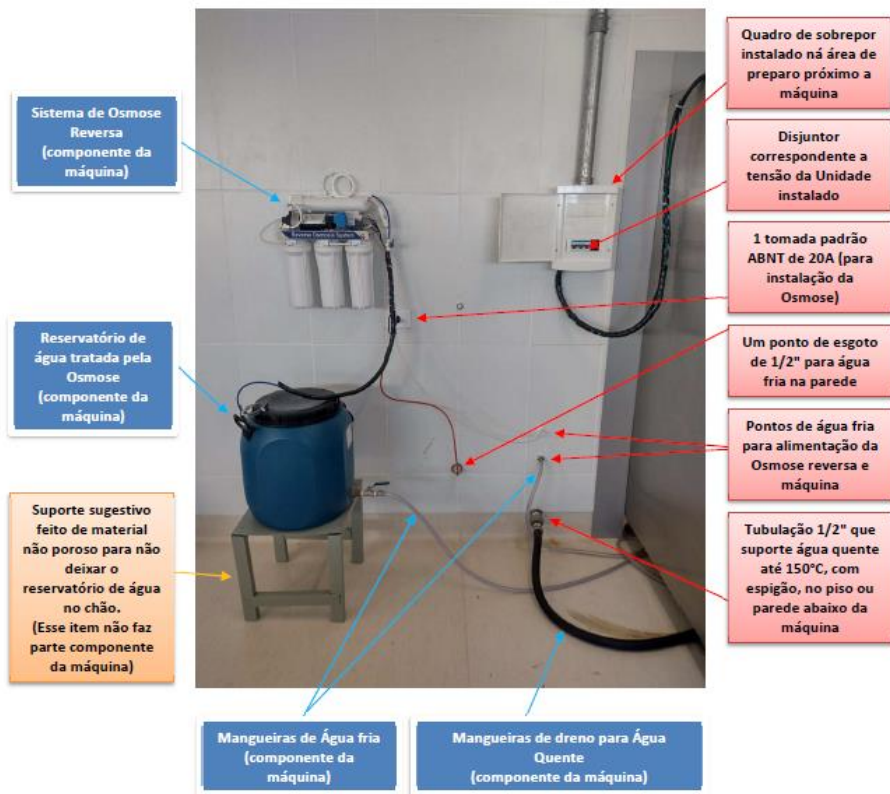 Sistema de Osmose
Reversa
(componente da
máquina)
Reservatório de
água tratada pela
Osmose
(componente da
máquina)
Suporte sugestivo
feito de material
não poroso para não
deixar o
reservatório de água
no chão.
(Esse item não faz
parte componente
da máquina)
Reverse Osmosis System
Quadro de sobrepor
instalado ná área de
preparo próximo a
máquina
Disjuntor
correspondente a
tensão da Unidade
instalado
1 tomada padrão
ABNT de 20A (para
instalação da
Osmose)
Um ponto de esgoto
de 1/2" para água
fria na parede
Pontos de água fria
para alimentação da
Osmose reversa e
máquina
Tubulação 1/2" que
suporte água quente
até 150°C, com
espigão, no piso ou
parede abaixo da
máquina
Mangueiras de Água fria
(componente da
máquina)
Mangueiras de dreno para Água
Quente
(componente da máquina)